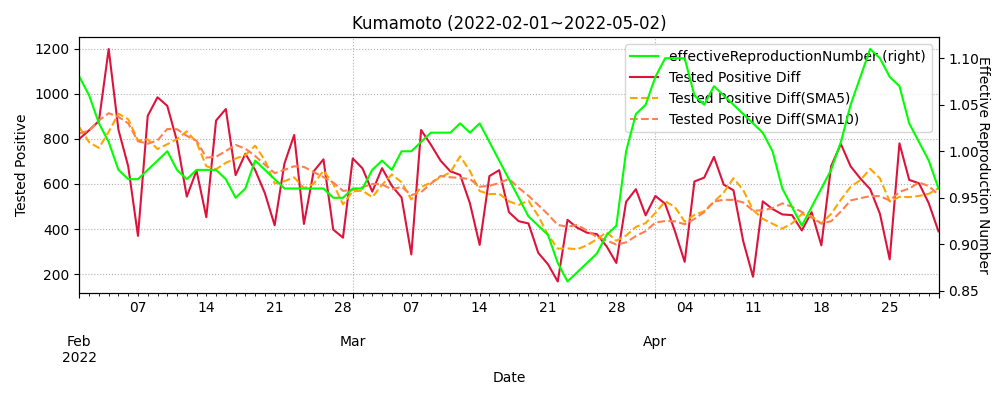 Kumamoto (2022-02-01~2022-05-02)
effectiveReproductionNumber (right)
Tested Positive Diff
Tested Positive Diff(SMA5)
Tested Positive Diff(SMA10)
Tested Positive
1200
1000
800
600
400
200
Effective Reproduction Number
1.10
1.05
1.00
0.95
0.90
0.85
07 14 21 28 07 14 21 28 04 11 18 25
Feb Mar Apr
2022
Date